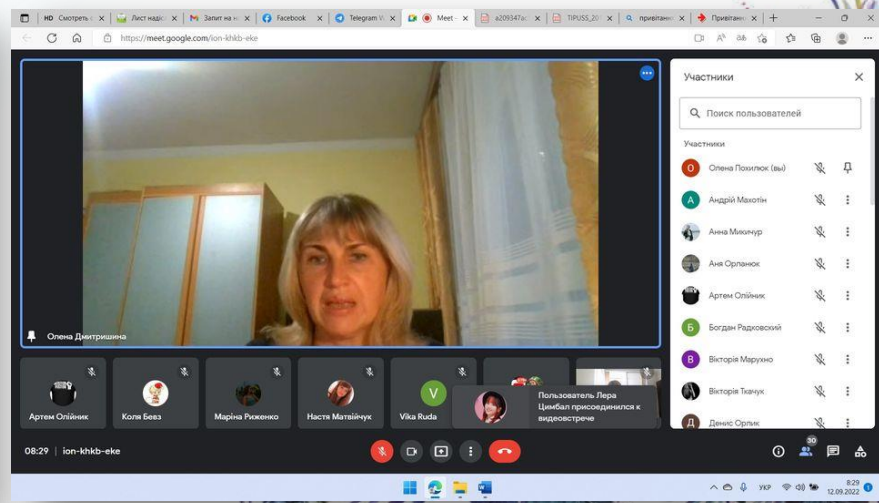 HD Смотреть
Лист надіс
Запит на н
Facebook
Telegram W
Meet -
a209347ac
TIPUSS_20
привітанн
Привітанн
https://meet.google.com/ion-khkb-eke
Олена Дмитришина
Артем Олійник
Коля Бевз
Маріна Риженко
Настя Матвійчук
V
Vika Ruda
Пользователь Лера
Цимбал присоединился к
видеовстрече
08:29 | ion-khkb-eke
Участники
Поиск пользователей
Участники
О Олена Похилюк (вы)
А Андрій Махотін
Анна Микичур
Аня Орланюк
Артем Олійник
Б Богдан Радковский
В Вікторія Марухно
Вікторія Ткачук
Д Денис Орлик
30
УКР
8:29
12.09.2022